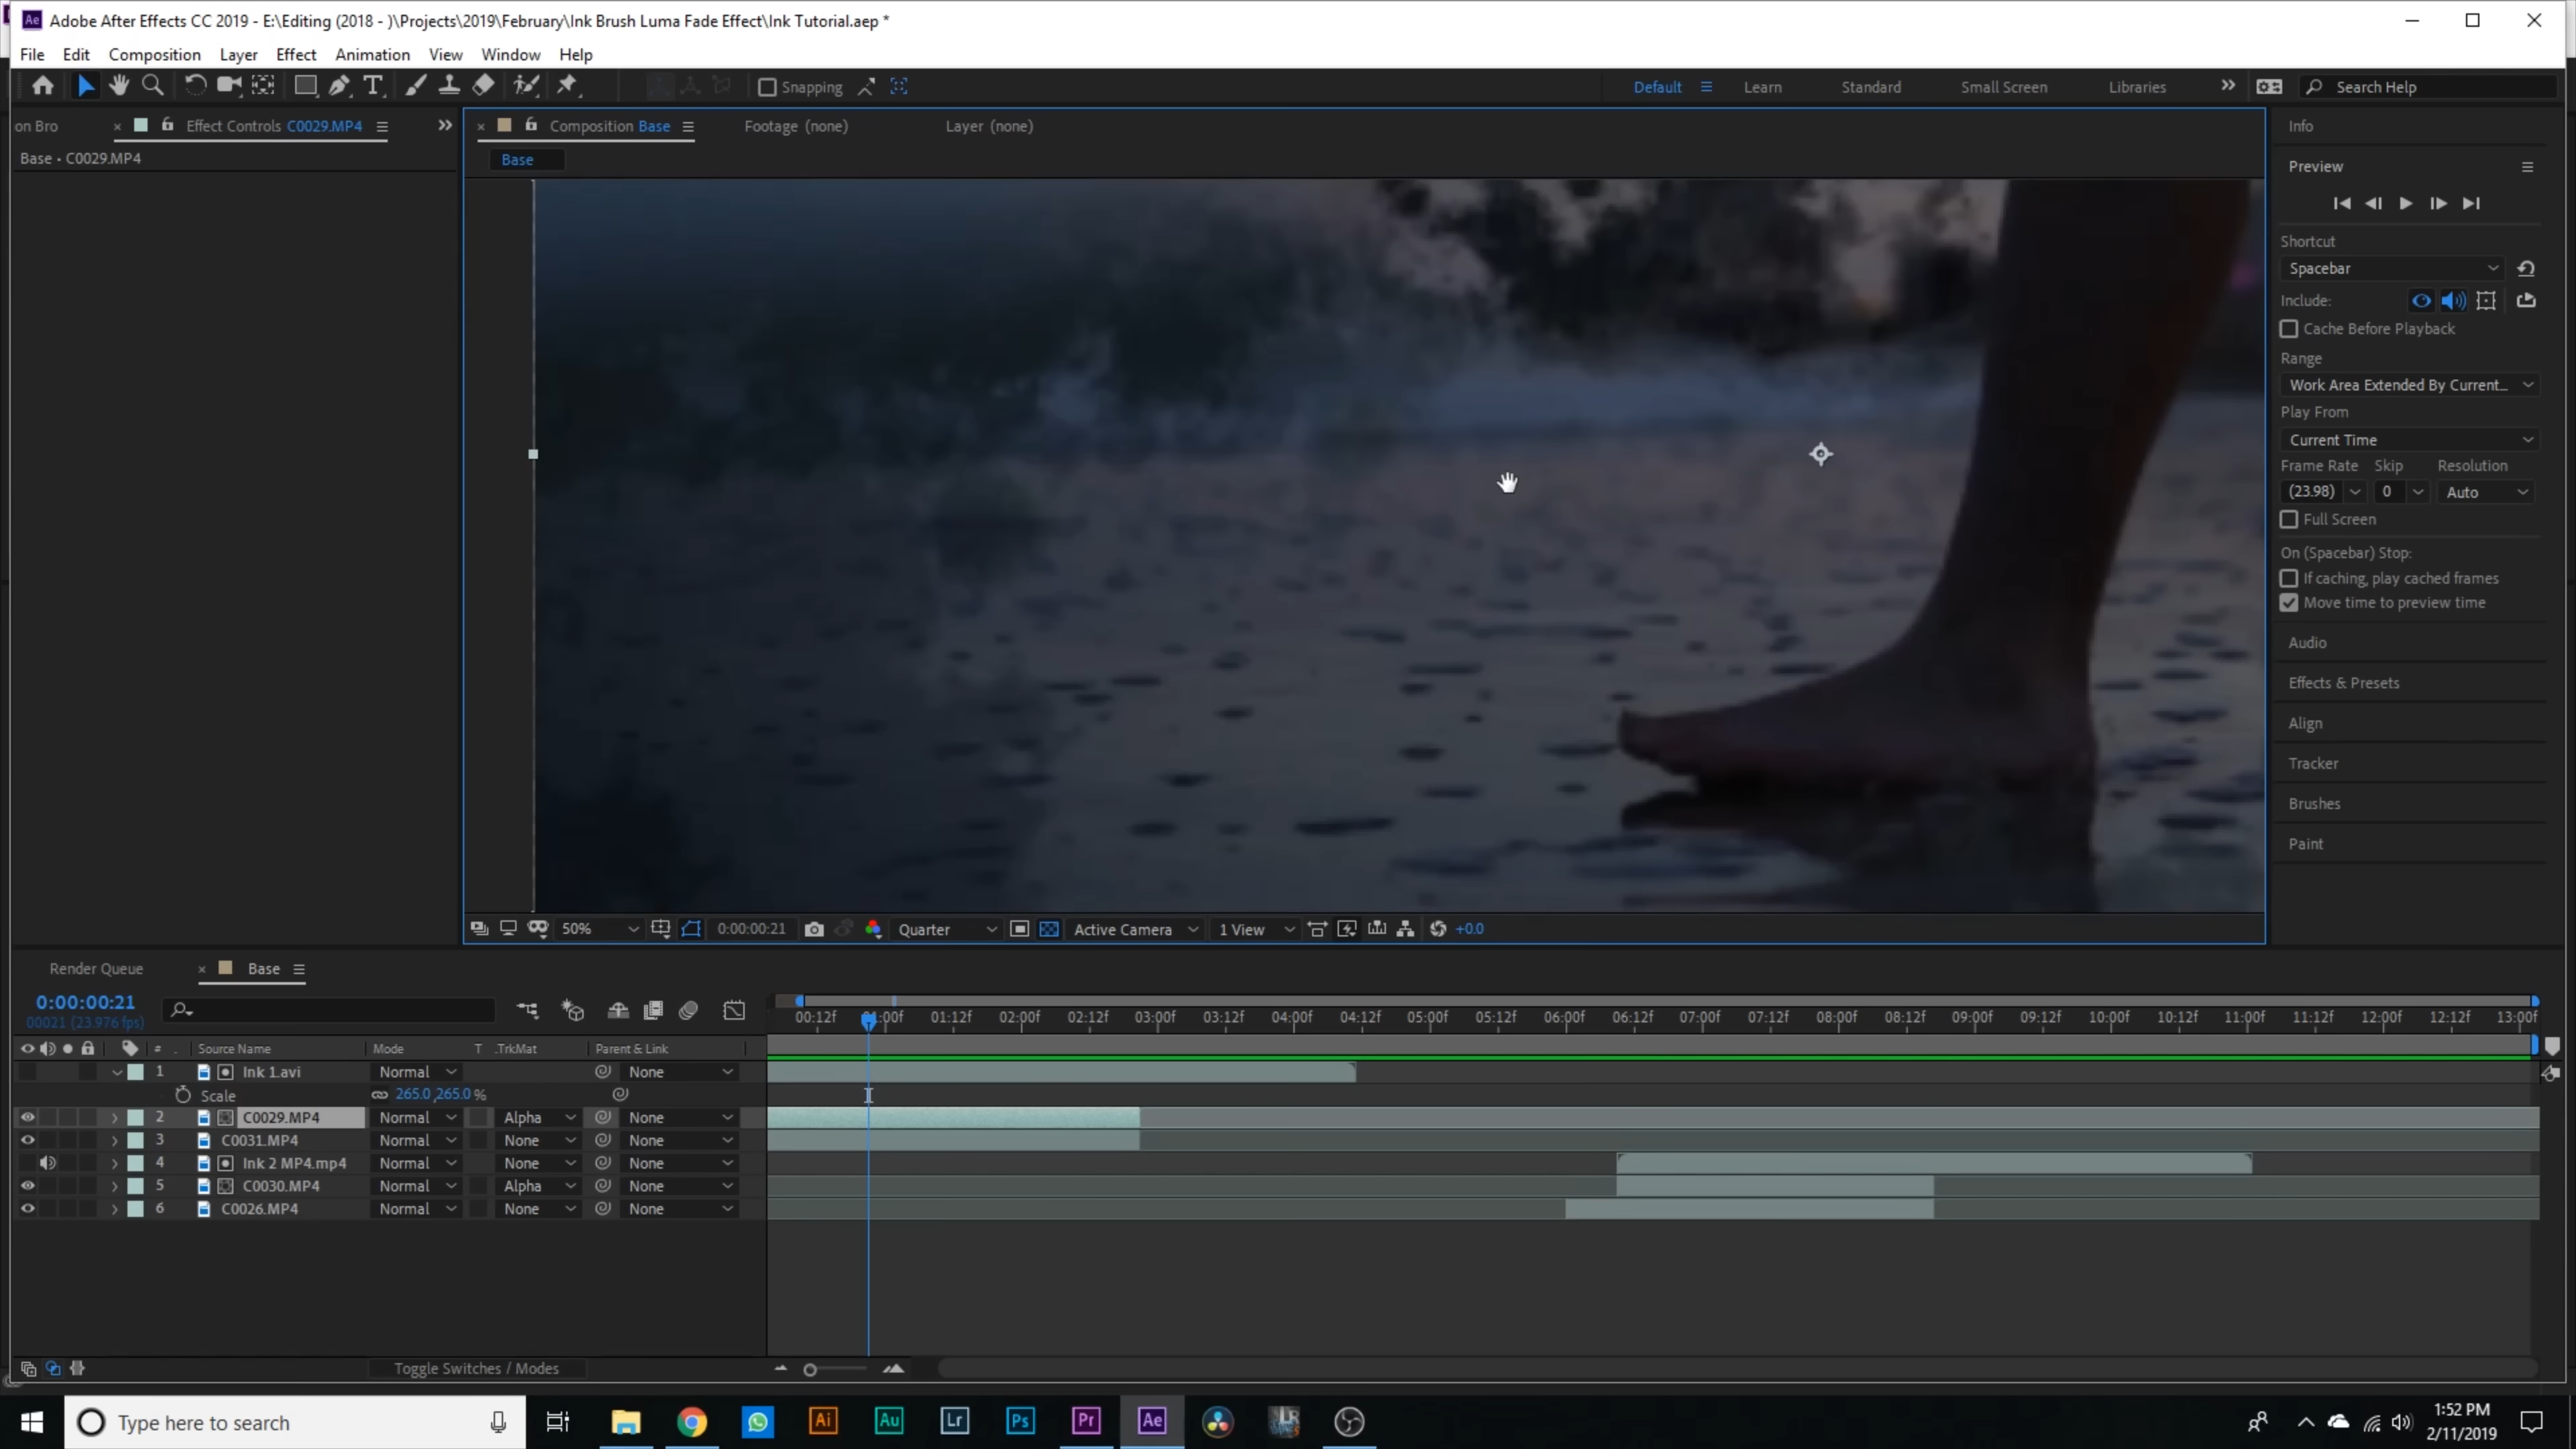 Ae Adobe After Effects CC 2019 - E:\Editing (2018 - )\Projects\2019\February\Ink Brush Luma Fade Effect\Ink Tutorial.aep *
File Edit Composition Layer Effect Animation View Window Help
T Snapping Default Learn Standard Small Screen Libraries Search Help
on Bro Effect Controls C0029.MP4 Composition Base Footage (none) Layer (none)
Base • C0029.MP4
Base
Info
Preview
Shortcut
Spacebar
Include:
Cache Before Playback
Range
Work Area Extended By Current...
Play From
Current Time
Frame Rate Skip Resolution
(23.98) 0 Auto
Full Screen
On (Spacebar) Stop:
If caching, play cached frames
Move time to preview time
Audio
Effects & Presets
Align
Tracker
Brushes
Paint
50% 0:00:00:21 Quarter Active Camera 1 View +0.0
Render Queue Base
0:00:00:21
00021 (23.976 fps)
00:12f 01:00f 01:12f 02:00f 02:12f 03:00f 03:12f 04:00f 04:12f 05:00f 05:12f 06:00f 06:12f 07:00f 07:12f 08:00f 08:12f 09:00f 09:12f 10:00f 10:12f 11:00f 11:12f 12:00f 12:12f 13:00f
# . Source Name Mode T .TrkMat Parent & Link
1 Ink 1.avi Normal None
Scale 265.0,265.0 %
2 C0029.MP4 Normal Alpha None
3 C0031.MP4 Normal None None
4 Ink 2 MP4.mp4 Normal None None
5 C0030.MP4 Normal Alpha None
6 C0026.MP4 Normal None None
Toggle Switches / Modes
Type here to search Ai Au Lr Ps Pr Ae LR
1:52 PM
2/11/2019